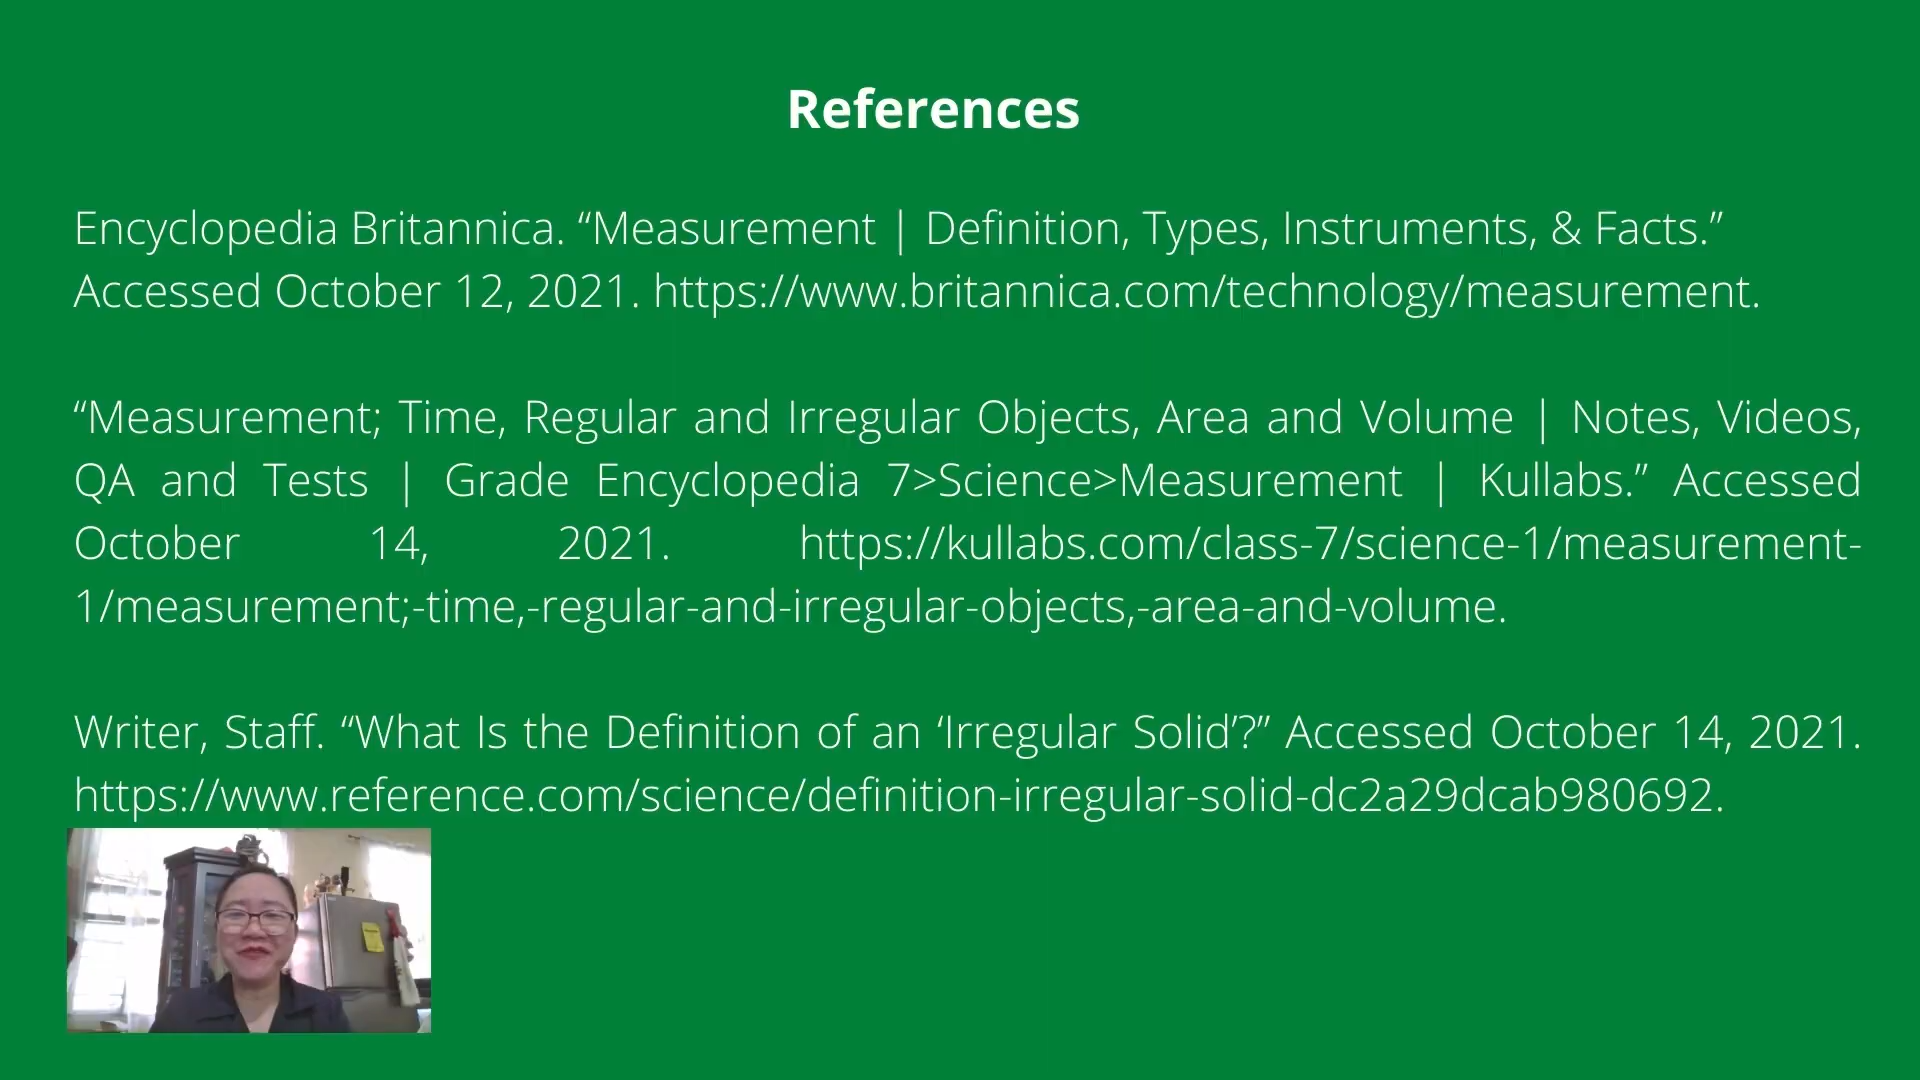 References
Encyclopedia Britannica. “Measurement | Definition, Types, Instruments, & Facts.”
Accessed October 12, 2021. https://www.britannica.com/technology/measurement.
“Measurement; Time, Regular and Irregular Objects, Area and Volume | Notes, Videos,
QA and Tests | Grade Encyclopedia 7>Science>Measurement | Kullabs.” Accessed
October 14, 2021. https://kullabs.com/class-7/science-1/measurement-
1/measurement;-time,-regular-and-irregular-objects,-area-and-volume.
Writer, Staff. “What Is the Definition of an ‘Irregular Solid’?” Accessed October 14, 2021.
https://www.reference.com/science/definition-irregular-solid-dc2a29dcab980692.